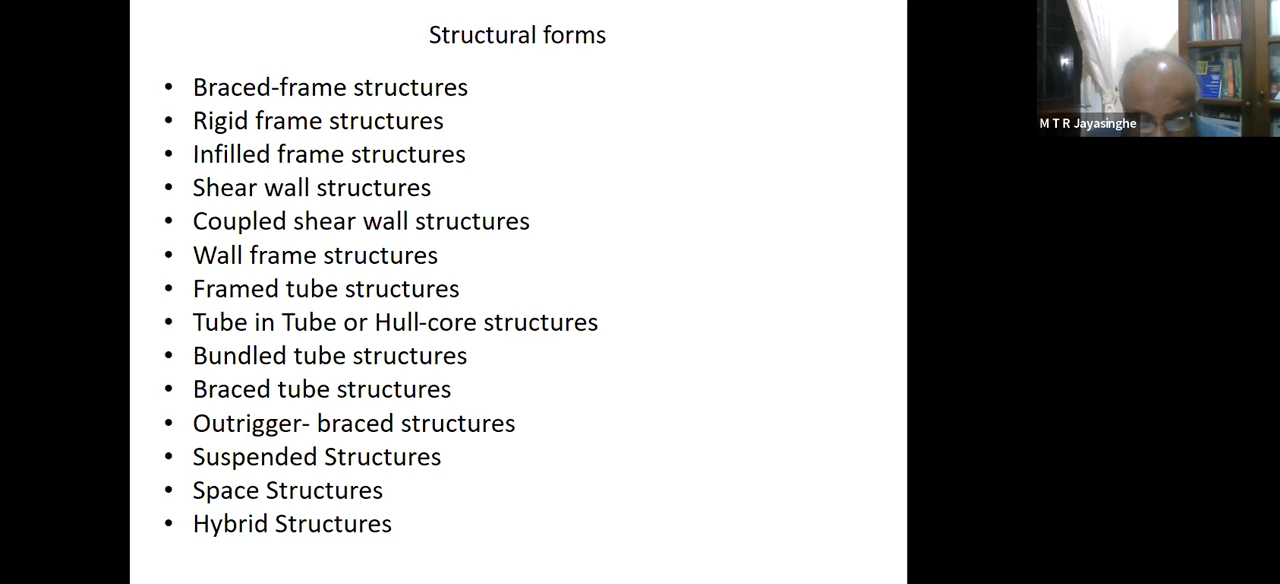 Structural forms
• Braced-frame structures
• Rigid frame structures
• Infilled frame structures
• Shear wall structures
• Coupled shear wall structures
• Wall frame structures
• Framed tube structures
• Tube in Tube or Hull-core structures
• Bundled tube structures
• Braced tube structures
• Outrigger- braced structures
• Suspended Structures
• Space Structures
• Hybrid Structures
M T R Jayasinghe